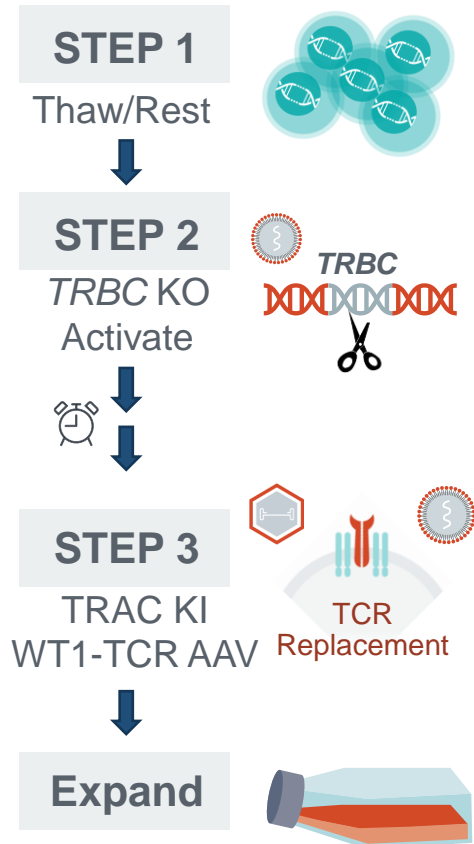 STEP 1
Thaw/Rest
STEP 2
TRBC KO
Activate
TRBC
STEP 3
TRAC KI
WT1-TCR AAV
TCR
Replacement
Expand